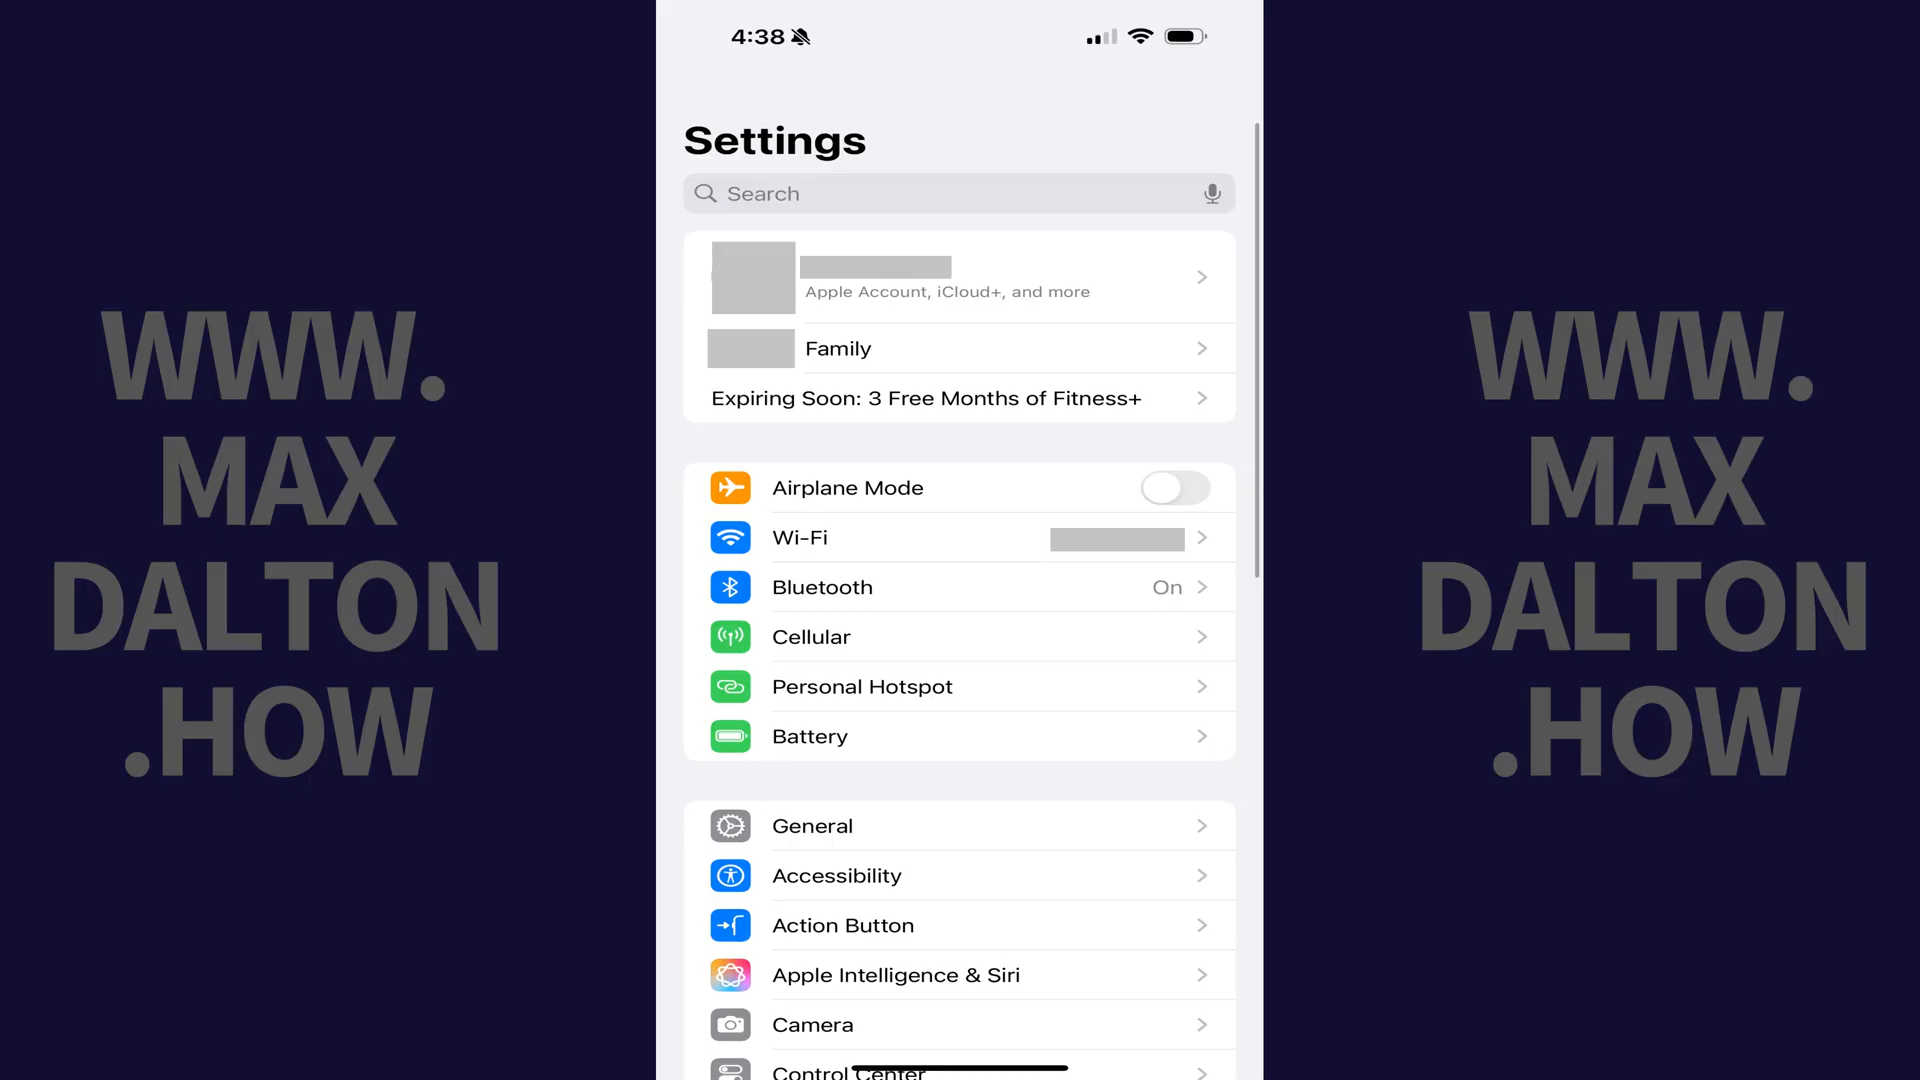 WWW.
MAX
DALTON
.HOW
4:38
Settings
Search
Apple Account, iCloud+, and more
Family
Expiring Soon: 3 Free Months of Fitness+
Airplane Mode
Wi-Fi
Bluetooth On
Cellular
Personal Hotspot
Battery
General
Accessibility
Action Button
Apple Intelligence & Siri
Camera
Control Center
WWW.
MAX
DALTON
.HOW